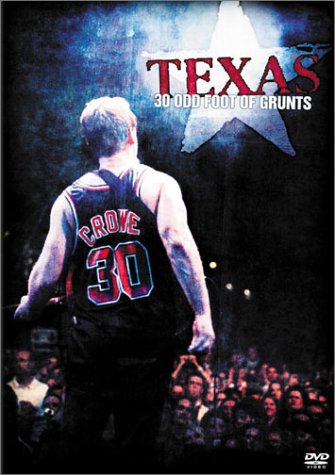 TEXAS
30 ODD FOOT OF GRUNTS
CROWE
30
DVD
VIDEO